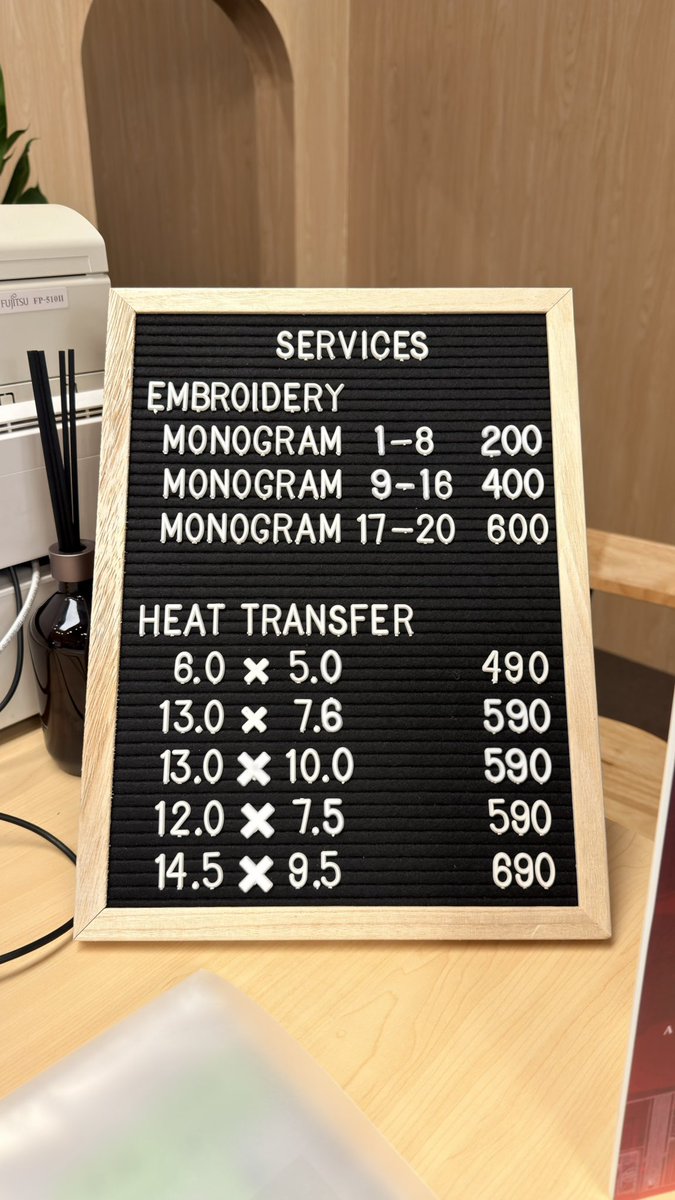 FUJITSU FP-510II
SERVICES
EMBROIDERY
MONOGRAM 1-8 200
MONOGRAM 9-16 400
MONOGRAM 17-20 600
HEAT TRANSFER
6.0 × 5.0 490
13.0 × 7.6 590
13.0 × 10.0 590
12.0 × 7.5 590
14.5 × 9.5 690